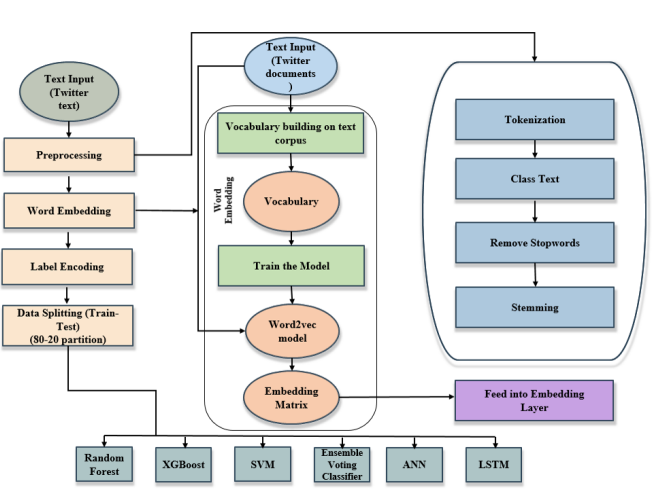 Text Input
(Twitter
text)
Preprocessing
Word Embedding
Label Encoding
Data Splitting (Train-
Test)
(80-20 partition)
Text Input
(Twitter
documents
)
Vocabulary building on text
corpus
Word
Embedding
Vocabulary
Train the Model
Word2vec
model
Embedding
Matrix
Tokenization
Class Text
Remove Stopwords
Stemming
Feed into Embedding
Layer
Random
Forest
XGBoost
SVM
Ensemble
Voting
Classifier
ANN
LSTM